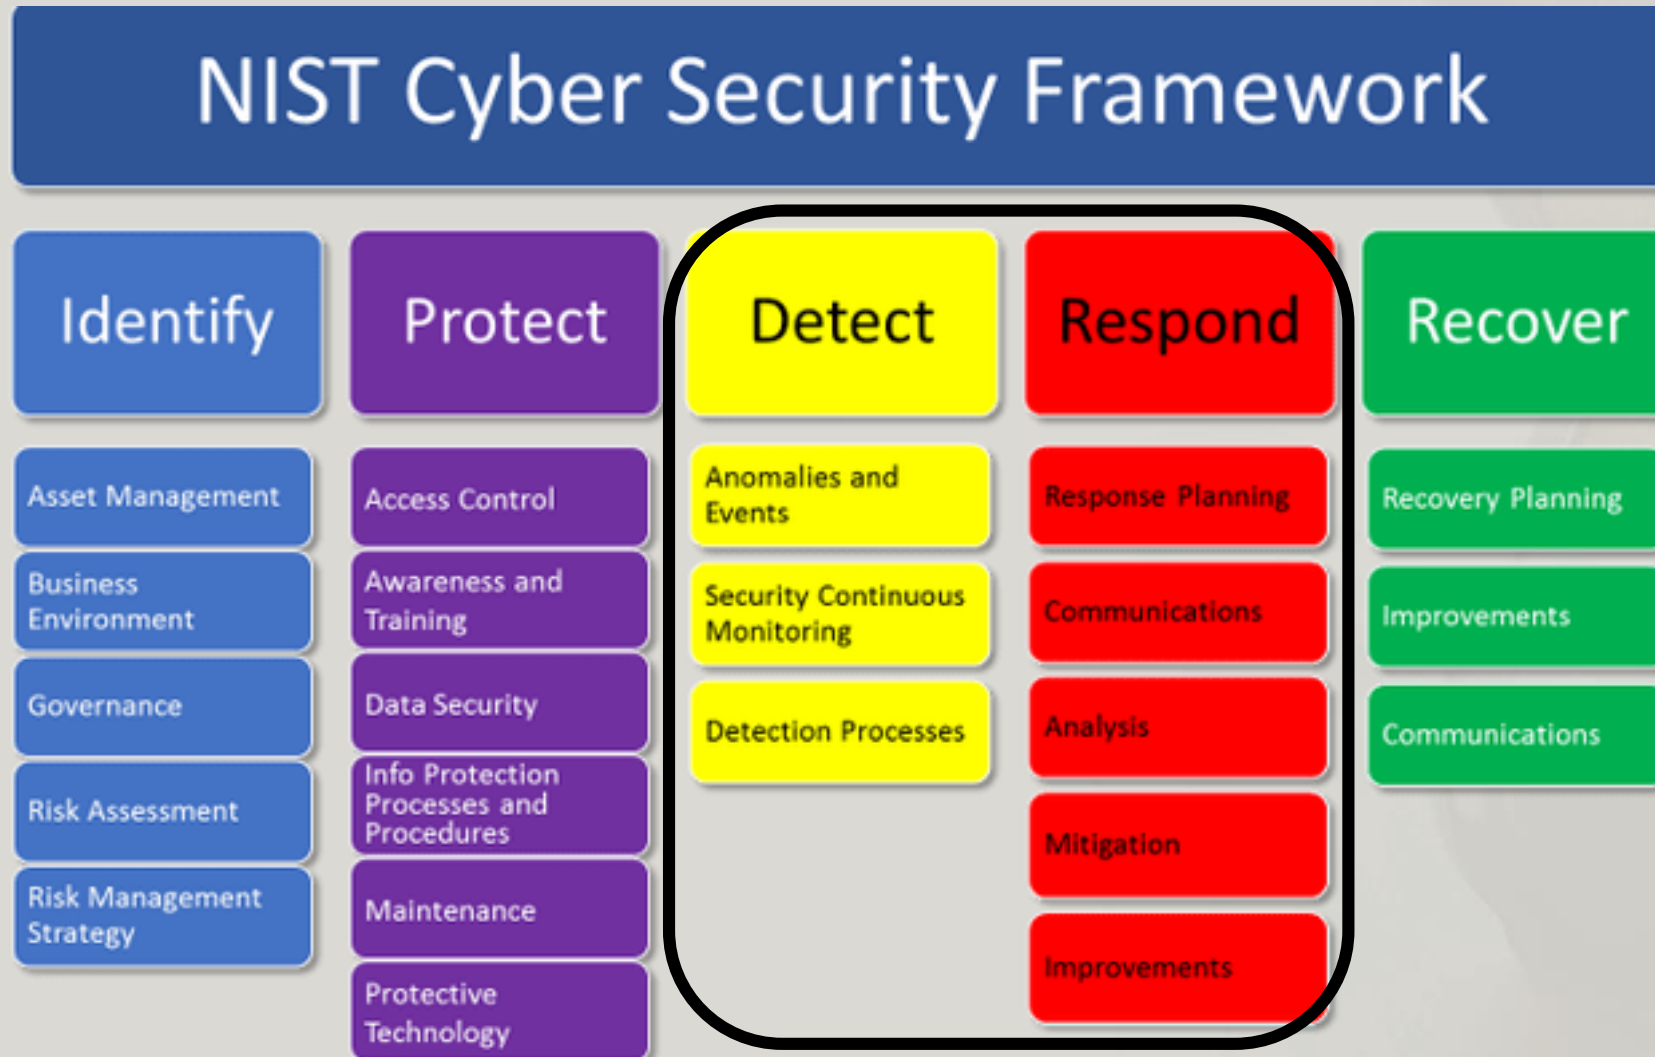 NIST Cyber Security Framework
Identify
Asset Management
Business
Environment
Governance
Risk Assessment
Risk Management
Strategy
Protect
Access Control
Awareness and
Training
Data Security
Info Protection
Processes and
Procedures
Maintenance
Protective
Technology
Detect
Anomalies and
Events
Security Continuous
Monitoring
Detection Processes
Respond
Response Planning
Communications
Analysis
Mitigation
Improvements
Recover
Recovery Planning
Improvements
Communications